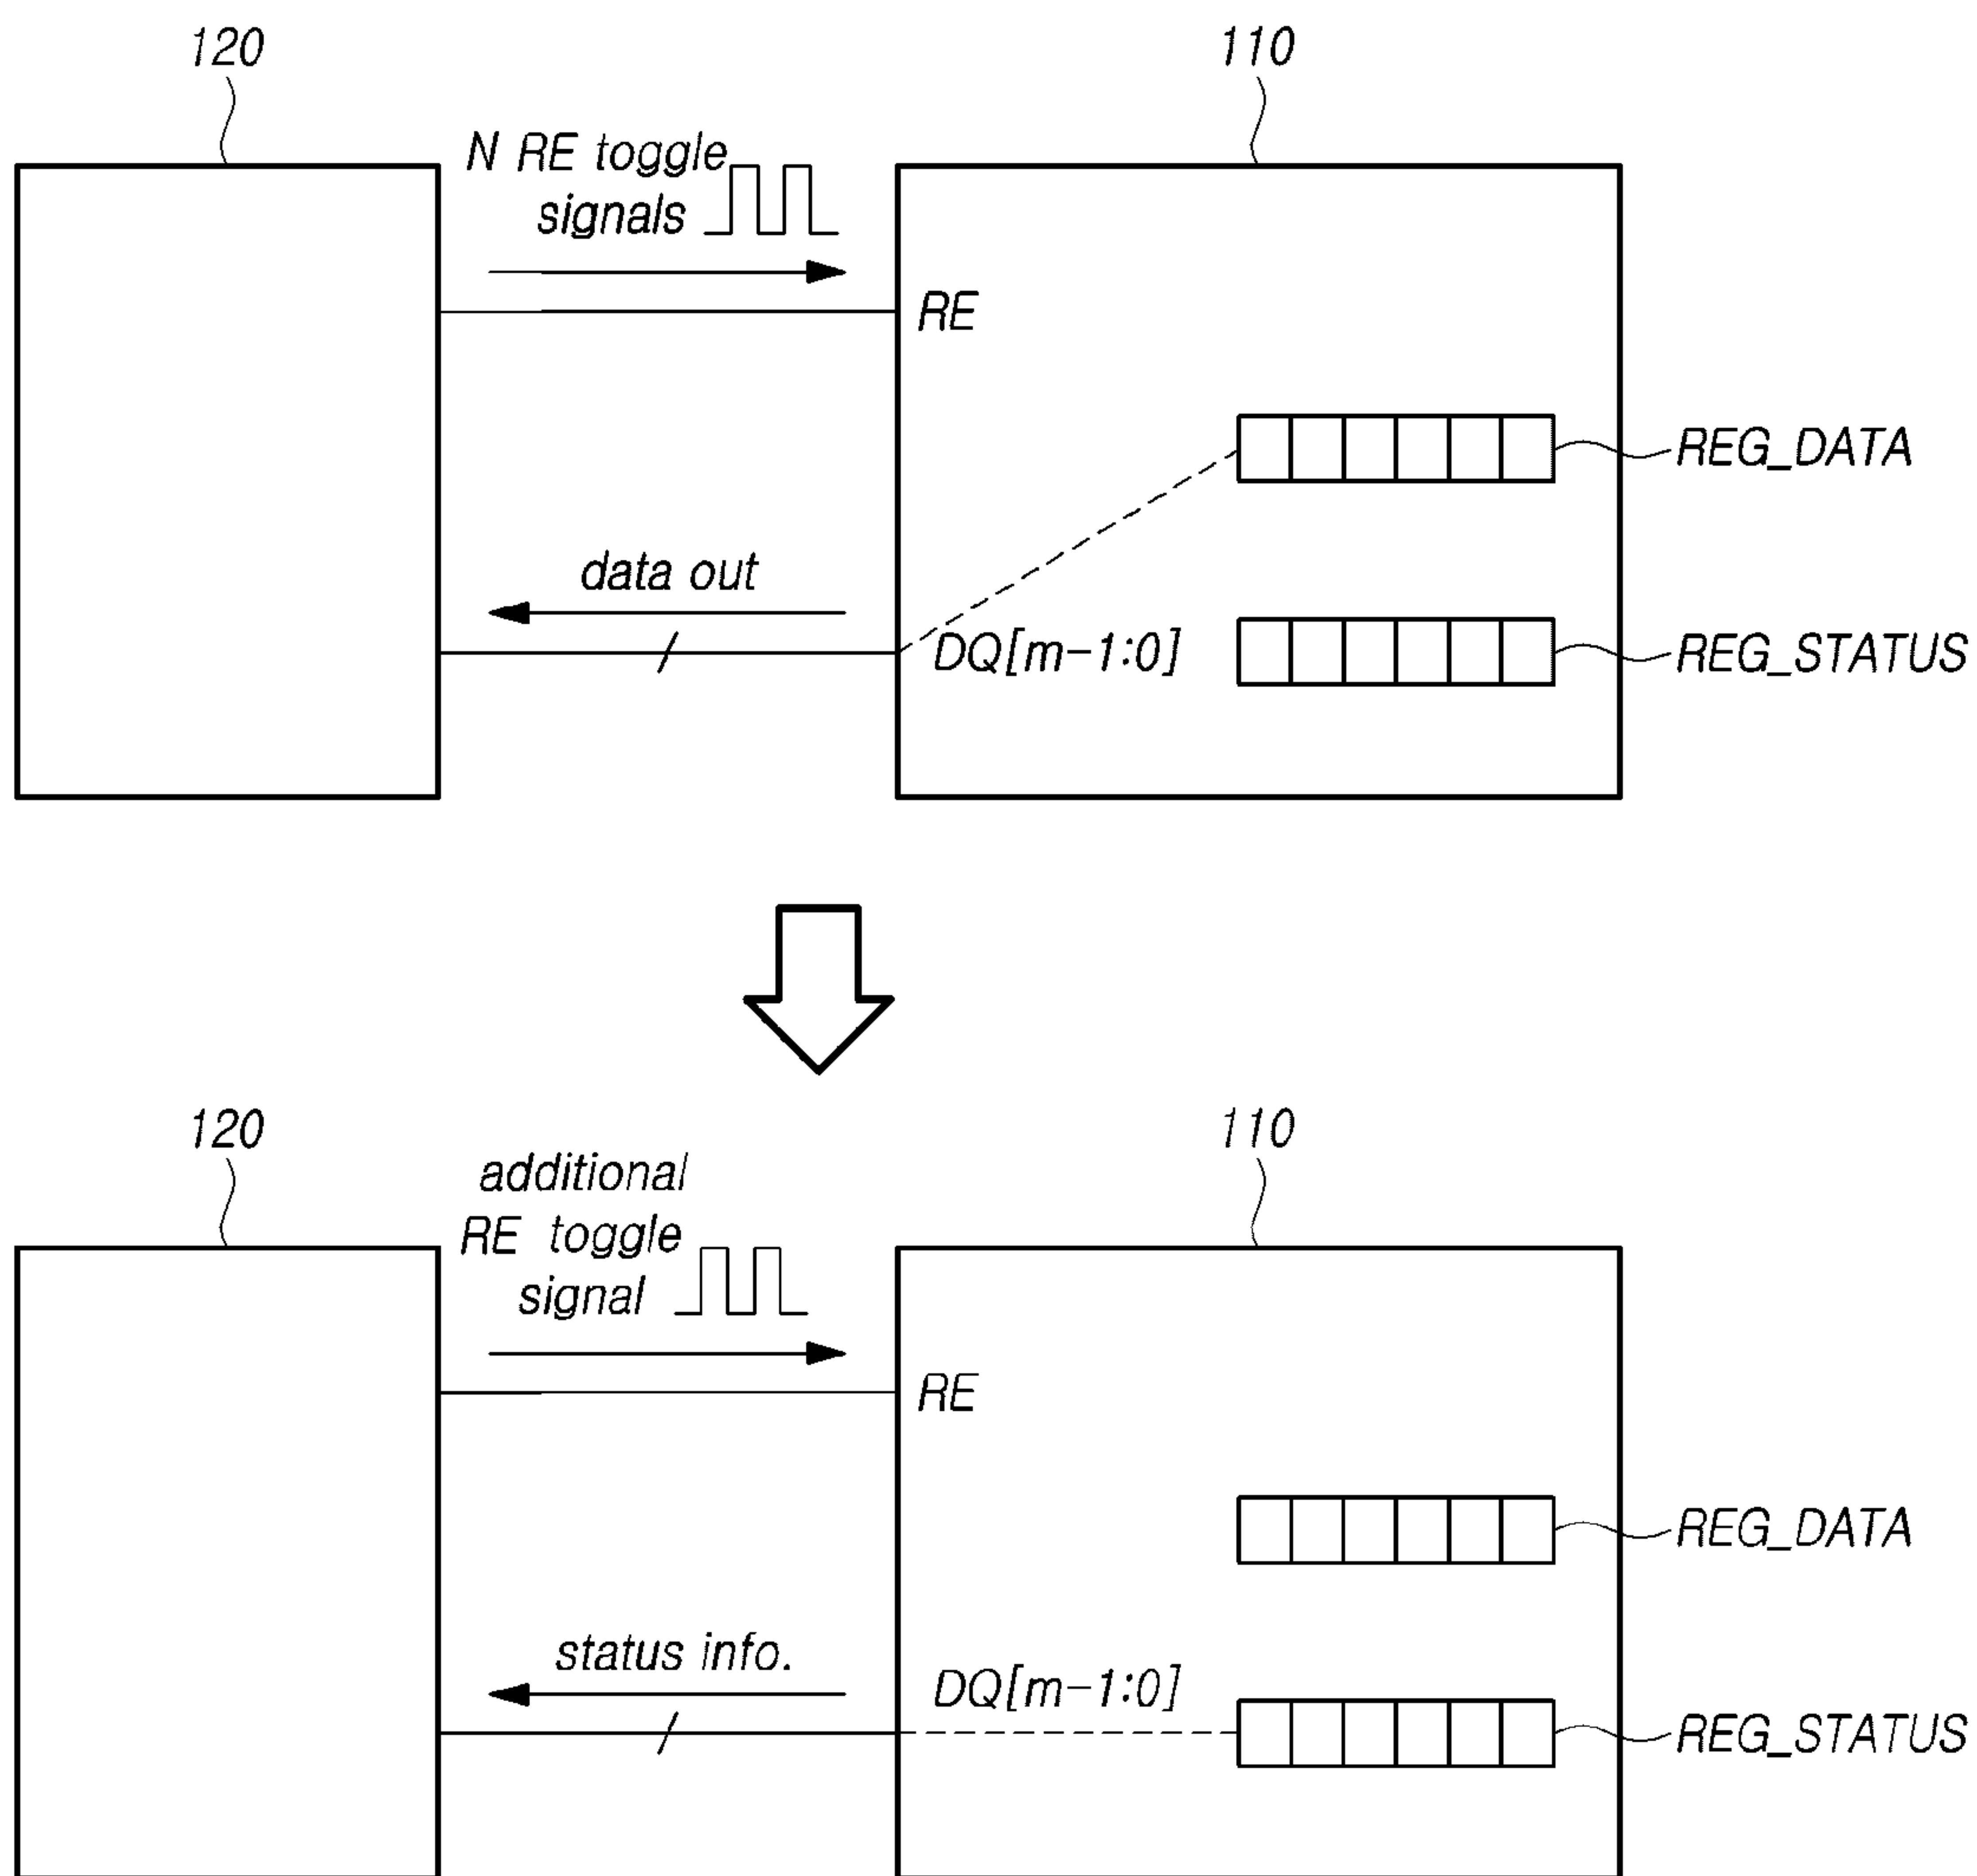 120
110
N RE toggle
signals
RE
REG_DATA
data out
DQ[m-1:0]
REG_STATUS
120
110
additional
RE toggle
signal
RE
REG_DATA
status info.
DQ[m-1:0]
REG_STATUS